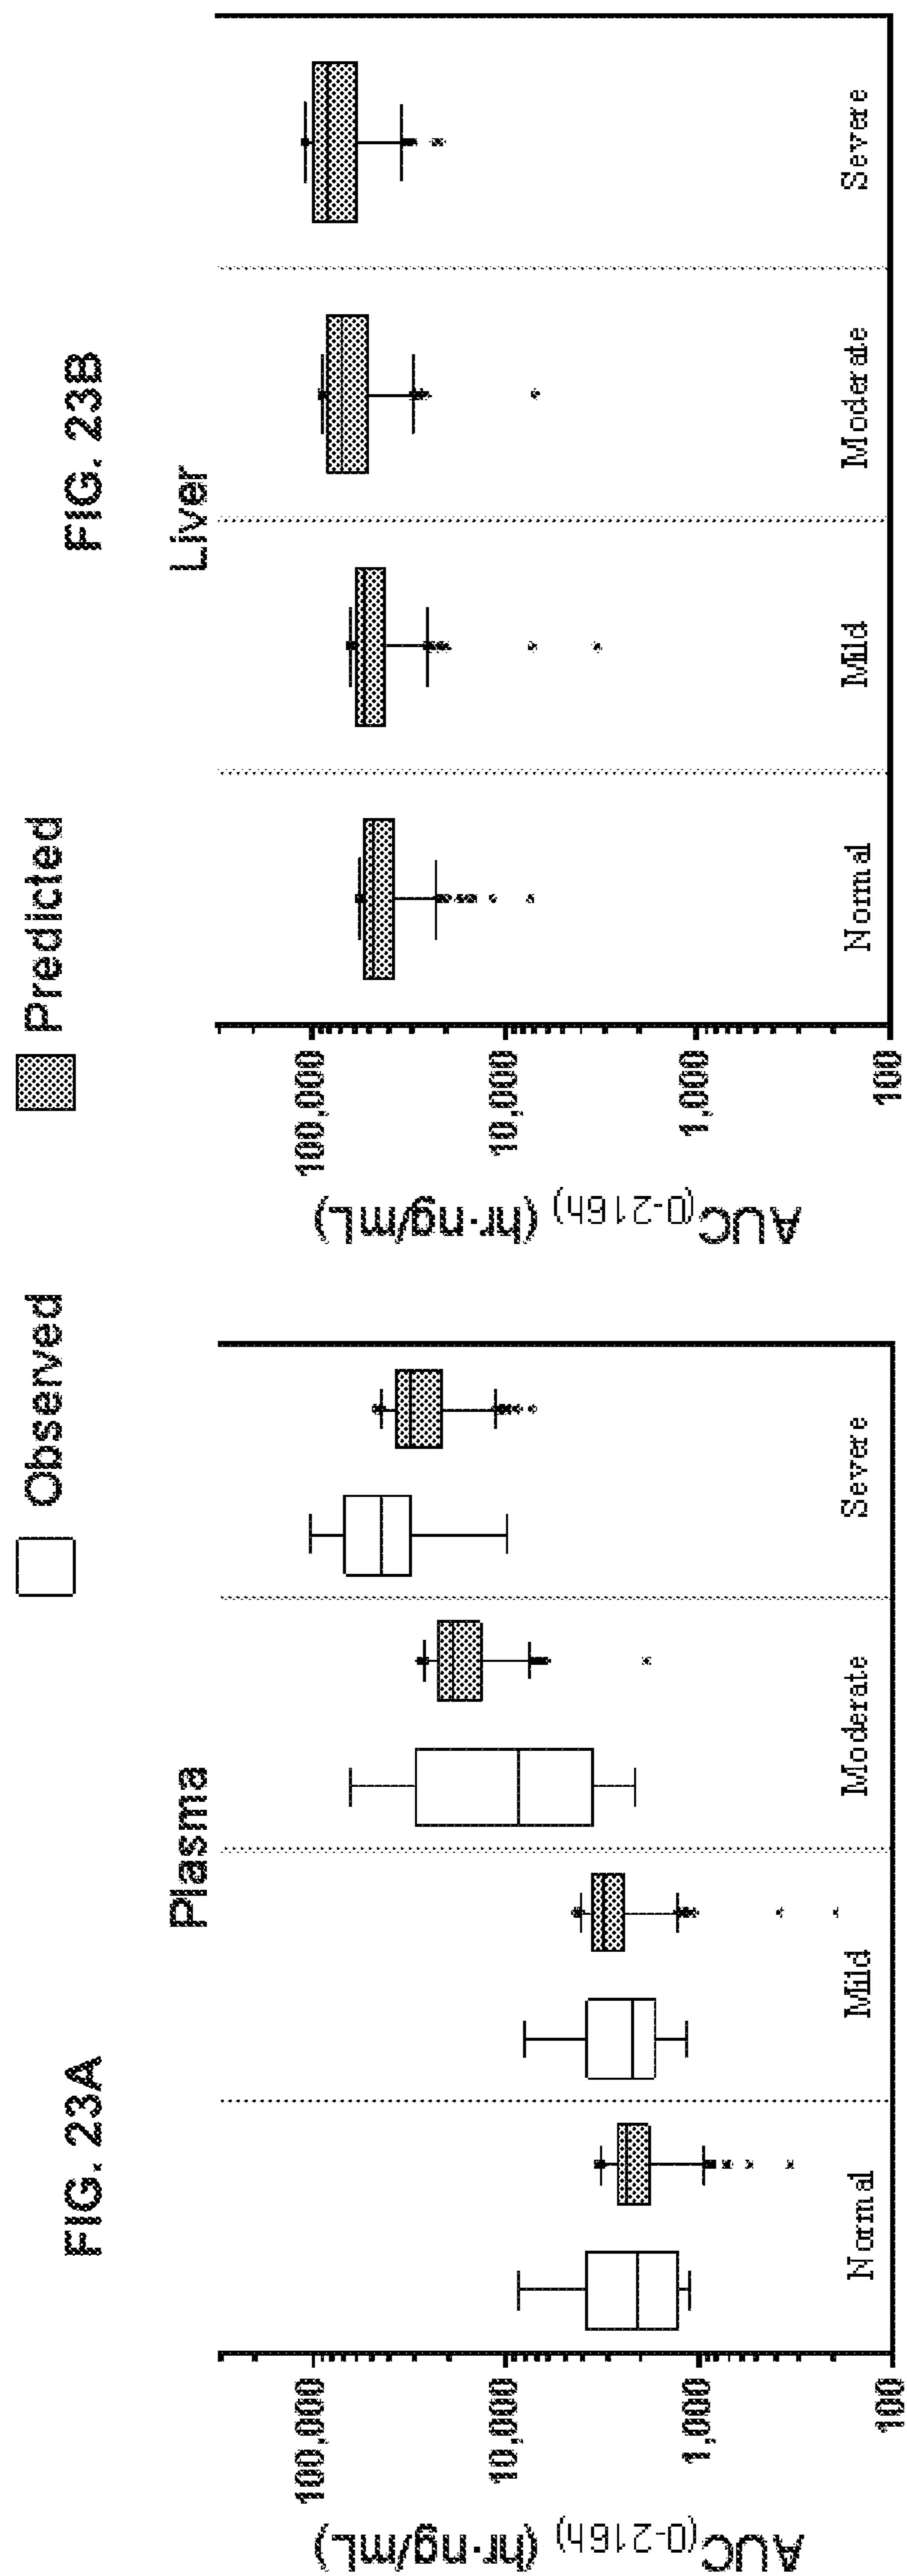 Observed
Predicted
FIG. 23A
Plasma
AUC(0-216h) (hr·ng/mL)
100,000
10,000
1,000
100
Normal
Mild
Moderate
Severe
FIG. 23B
Liver
AUC(0-216h) (hr·ng/mL)
100,000
10,000
1,000
100
Normal
Mild
Moderate
Severe